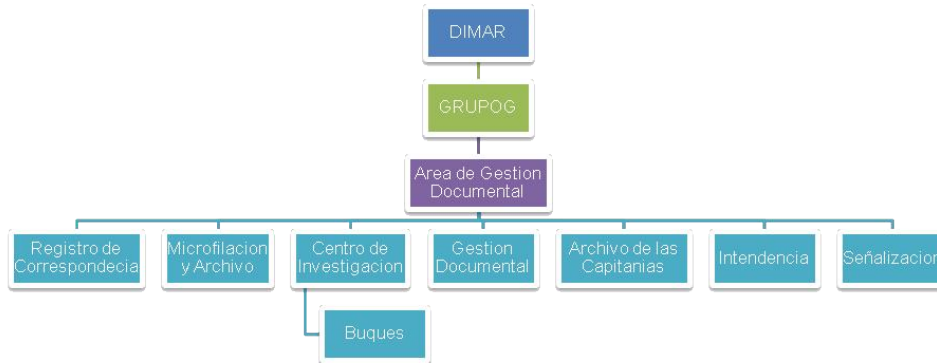 DIMAR
GRUPOG
Area de Gestion
Documental
Registro de
Correspondecia
Microfilacion
y Archivo
Centro de
Investigacion
Gestion
Documental
Archivo de las
Capitanias
Intendencia
Señalizacion
Buques